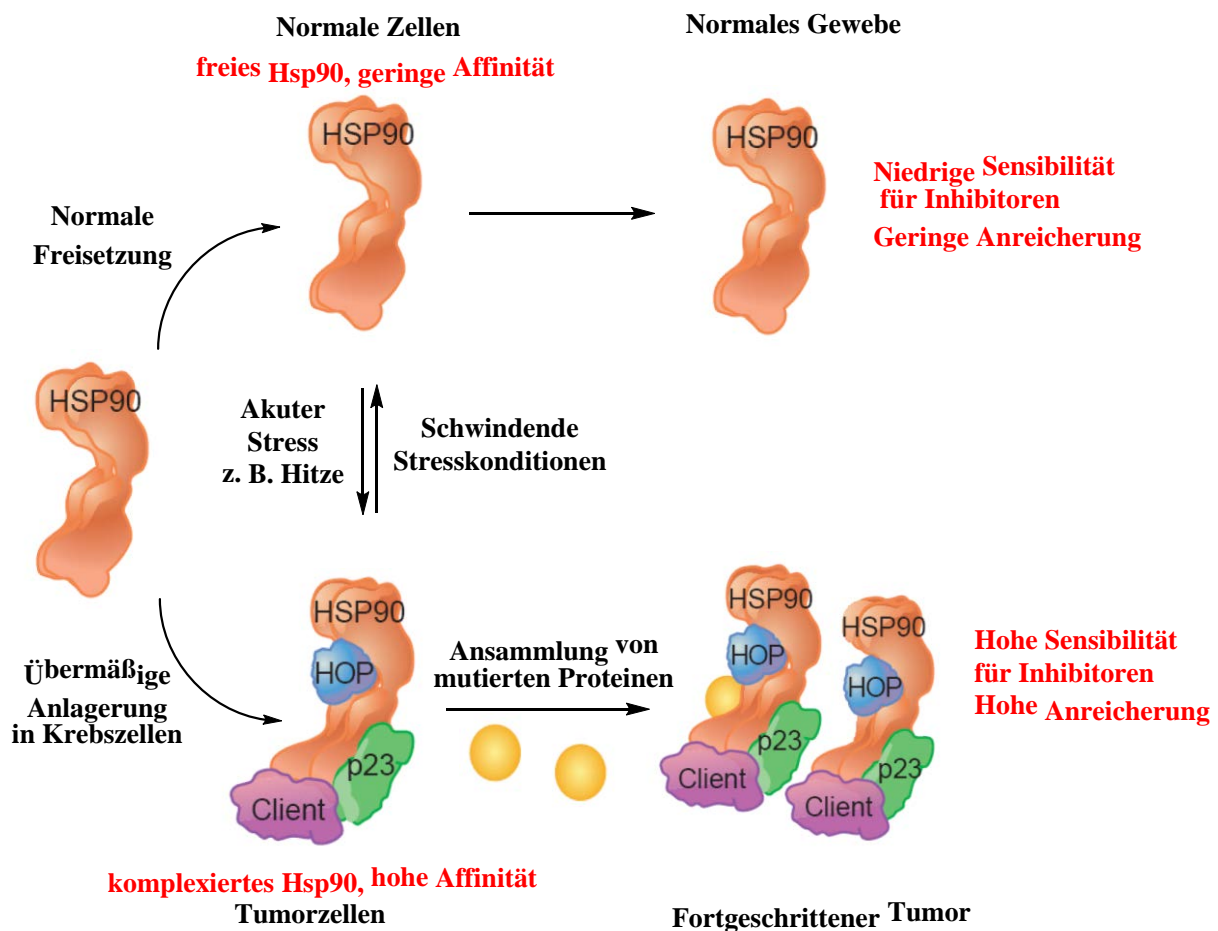 Normale Zellen
freies Hsp90, geringe Affinität
HSP90
Normales Gewebe
HSP90
Niedrige Sensibilität
für Inhibitoren
Geringe Anreicherung
Normale
Freisetzung
HSP90
Akuter
Stress
z. B. Hitze
Schwindende
Stresskonditionen
Übermäßige
Anlagerung
in Krebszellen
HSP90
HOP
p23
Client
Ansammlung von
mutierten Proteinen
HSP90
HOP
p23
Client
HSP90
HOP
p23
Client
Hohe Sensibilität
für Inhibitoren
Hohe Anreicherung
komplexiertes Hsp90, hohe Affinität
Tumorzellen
Fortgeschrittener Tumor